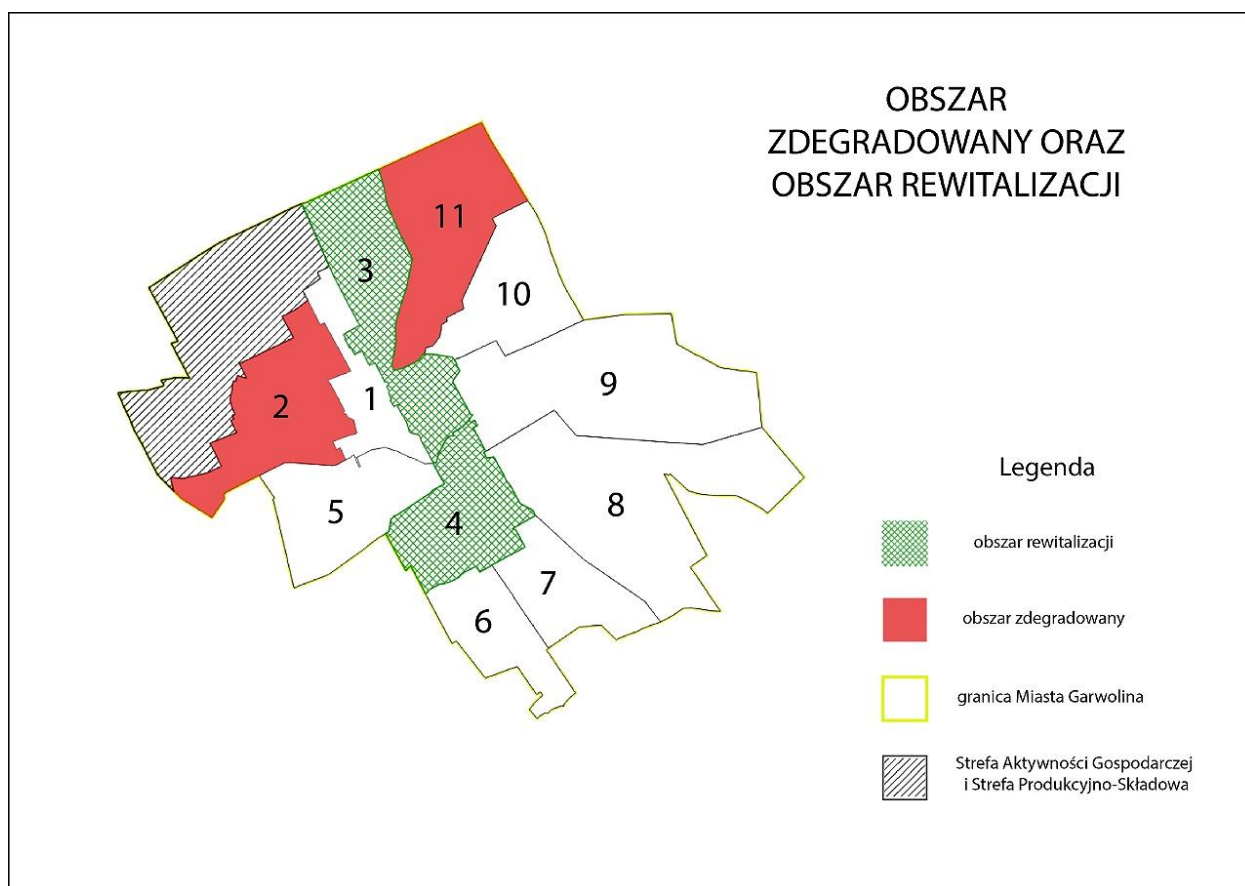 OBSZAR
ZDEGRADOWANY ORAZ
OBSZAR REWITALIZACJI
11
3
10
9
2
1
5
4
8
7
6
Legenda
obszar rewitalizacji
obszar zdegradowany
granica Miasta Garwolina
Strefa Aktywności Gospodarczej
i Strefa Produkcyjno-Składowa